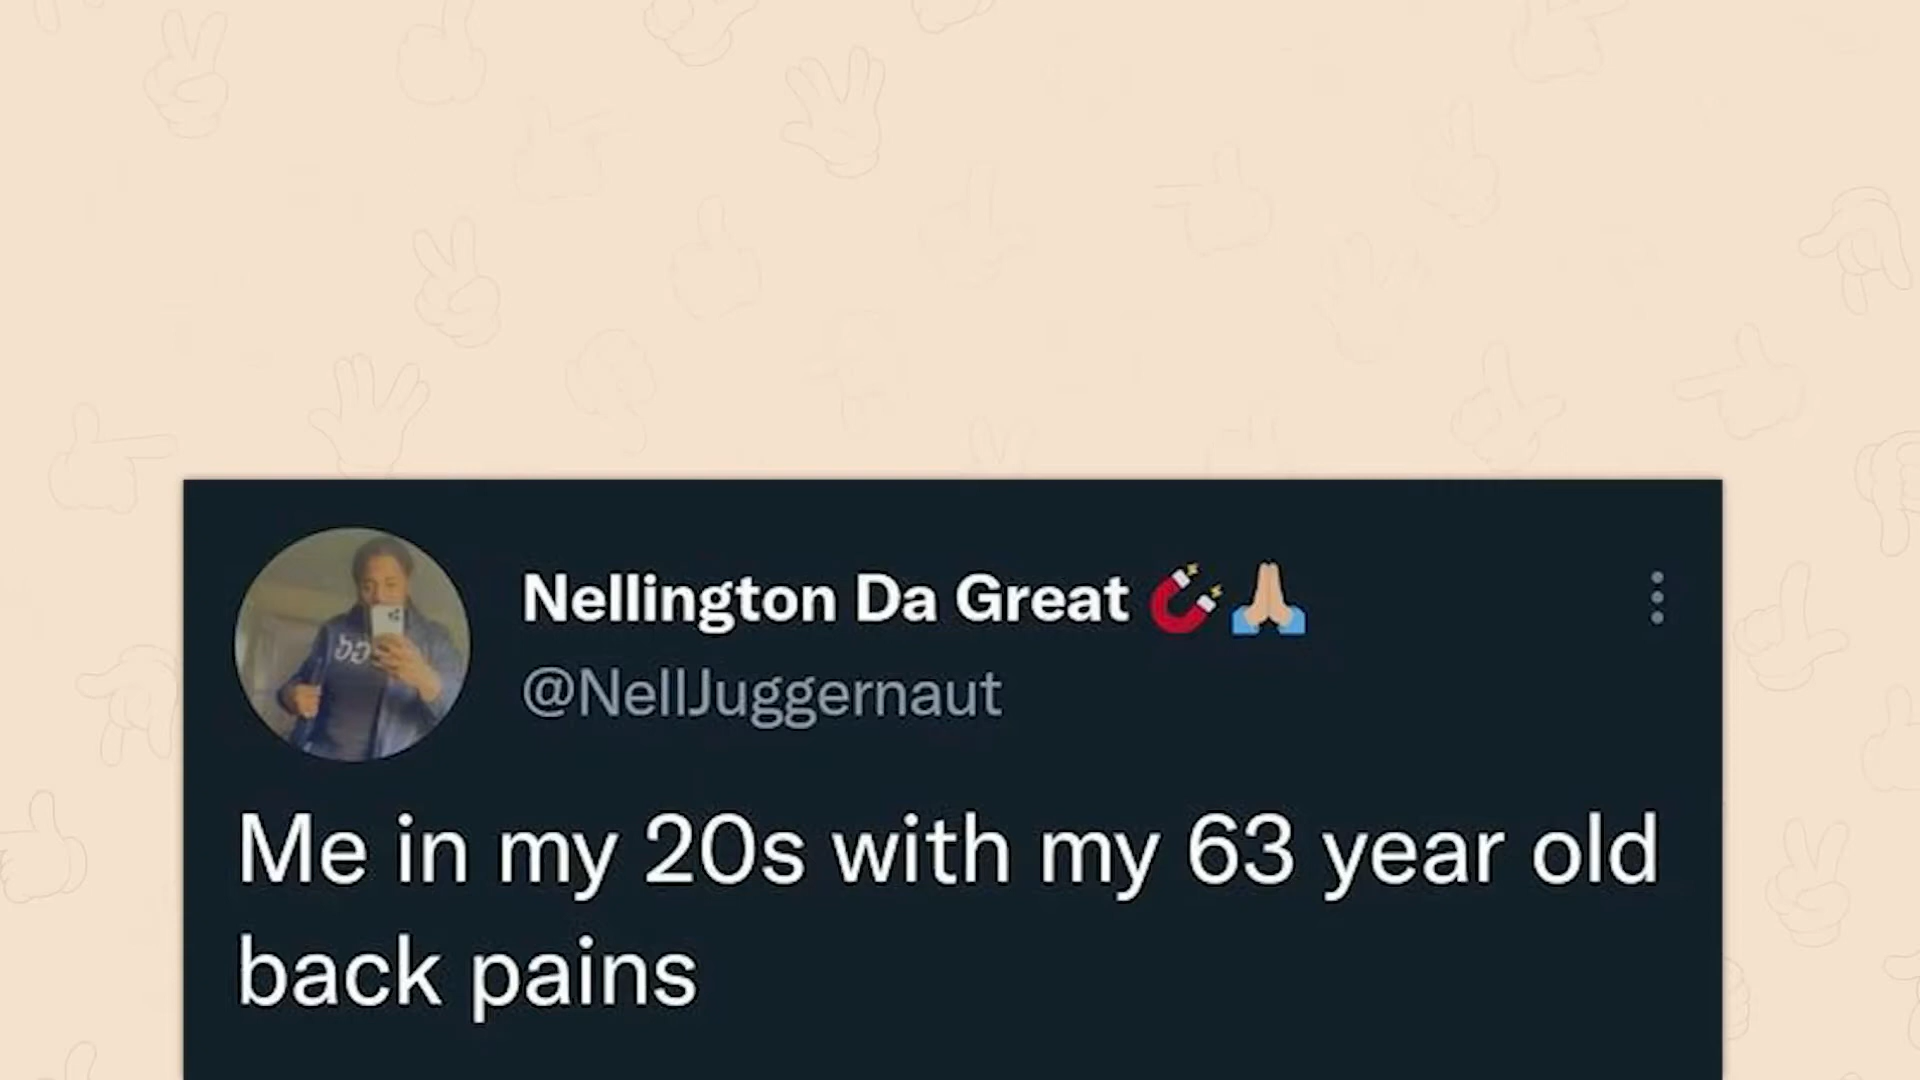 Nellington Da Great 🧲🙏🏼
@NellJuggernaut
Me in my 20s with my 63 year old
back pains